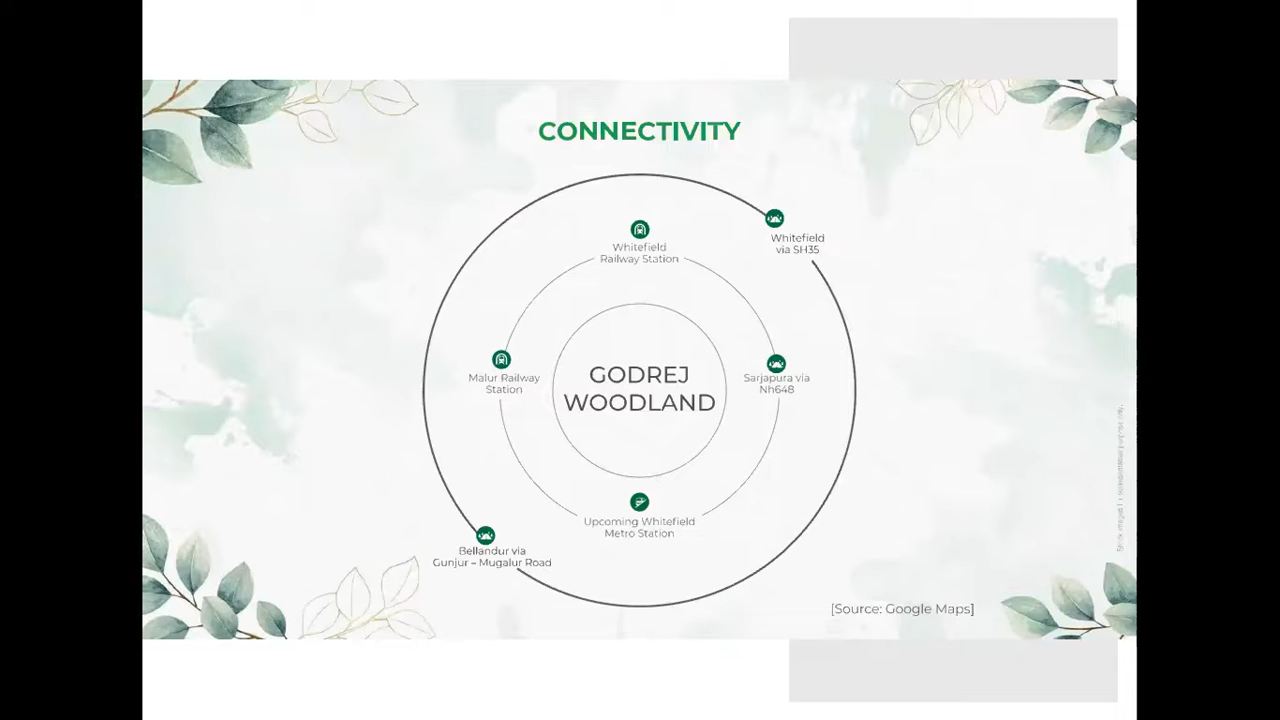 CONNECTIVITY
Whitefield
Railway Station
Whitefield
via SH35
Malur Railway
Station
GODREJ
WOODLAND
Sarjapura via
Nh648
Upcoming Whitefield
Metro Station
Bellandur via
Gunjur – Mugalur Road
[Source: Google Maps]